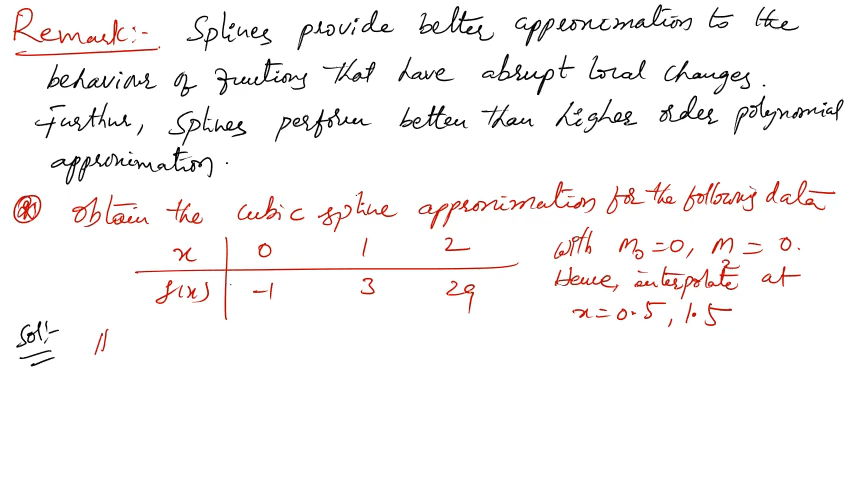 Remark:- Splines provide better approximation to the
behaviour of functions that have abrupt local changes.
Further, splines perform better than higher order polynomial
approximation.
Obtain the cubic spline approximation for the following data
x 0 1 2 with M₀=0, M₂=0.
f(x) -1 3 29 Hence, interpolate at
x=0.5, 1.5
Sol:- 11